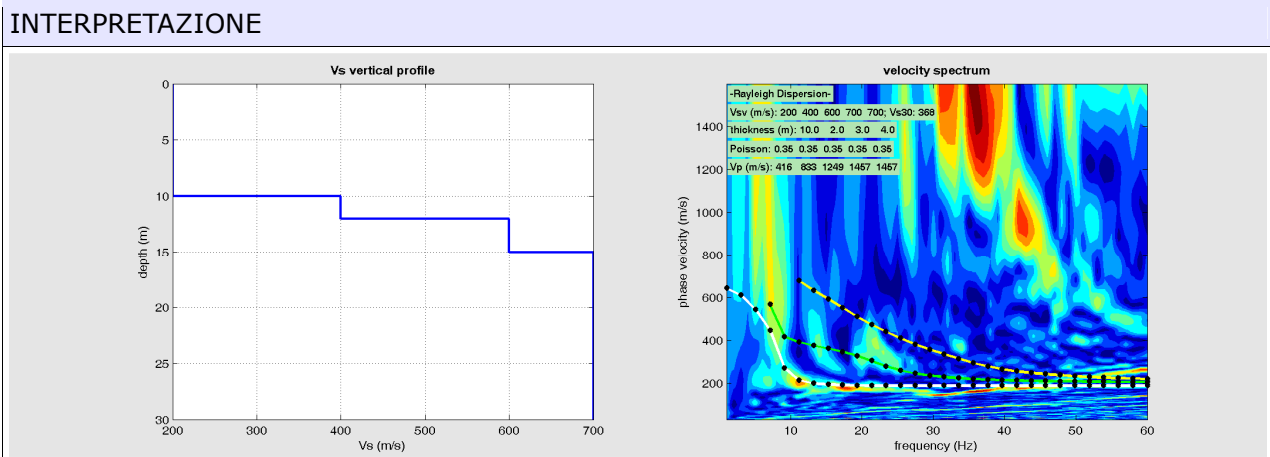 INTERPRETAZIONE
Vs vertical profile
0
5
10
15
20
25
30
depth (m)
200 300 400 500 600 700
Vs (m/s)
velocity spectrum
-Rayleigh Dispersion-
Vsv (m/s): 200 400 600 700 700; Vs30: 368
thickness (m): 10.0 2.0 3.0 4.0
Poisson: 0.35 0.35 0.35 0.35 0.35
Vp (m/s): 416 833 1249 1457 1457
1400
1200
1000
800
600
400
200
phase velocity (m/s)
10 20 30 40 50 60
frequency (Hz)